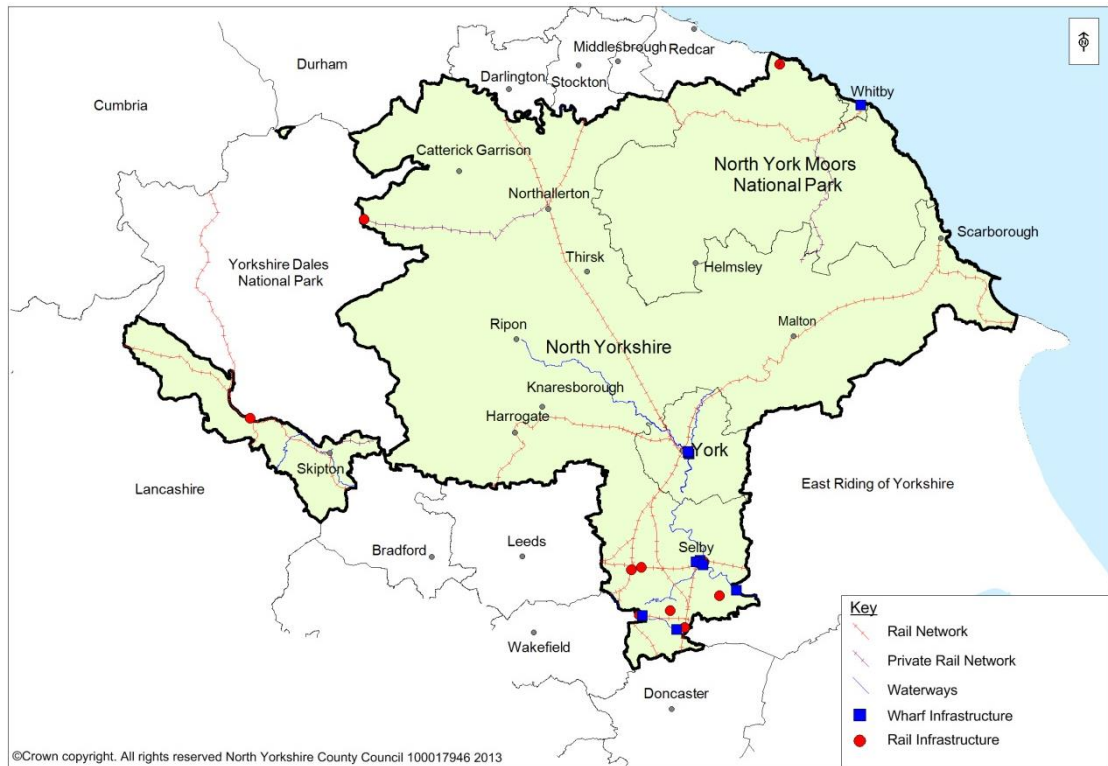 Middlesbrough
Redcar
Durham
Darlington
Stockton
Cumbria
Whitby
Catterick Garrison
North York Moors
National Park
Northallerton
Scarborough
Thirsk
Helmsley
Yorkshire Dales
National Park
Ripon
North Yorkshire
Malton
Knaresborough
Harrogate
York
Skipton
East Riding of Yorkshire
Lancashire
Bradford
Leeds
Selby
Wakefield
Doncaster
N
Key
Rail Network
Private Rail Network
Waterways
Wharf Infrastructure
Rail Infrastructure
©Crown copyright. All rights reserved North Yorkshire County Council 100017946 2013